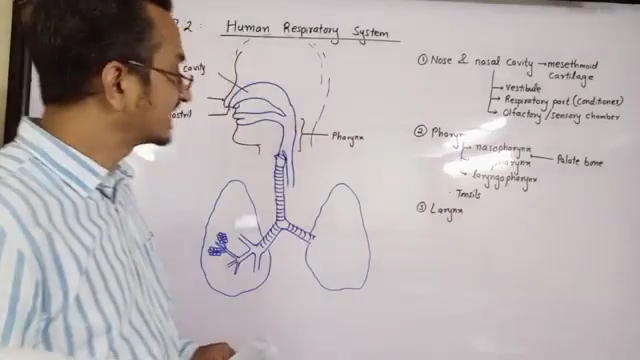 2: Human Respiratory System
cavity
ostril
Pharynx
① Nose & nasal cavity → mesethmoid
cartilage
→ Vestibule
→ Respiratory part (conditioner)
→ Olfactory / sensory chamber
② Pharyn
nasopharynx
pharynx
Palate bone
laryngopharynx
· Tonsils
③ Larynx